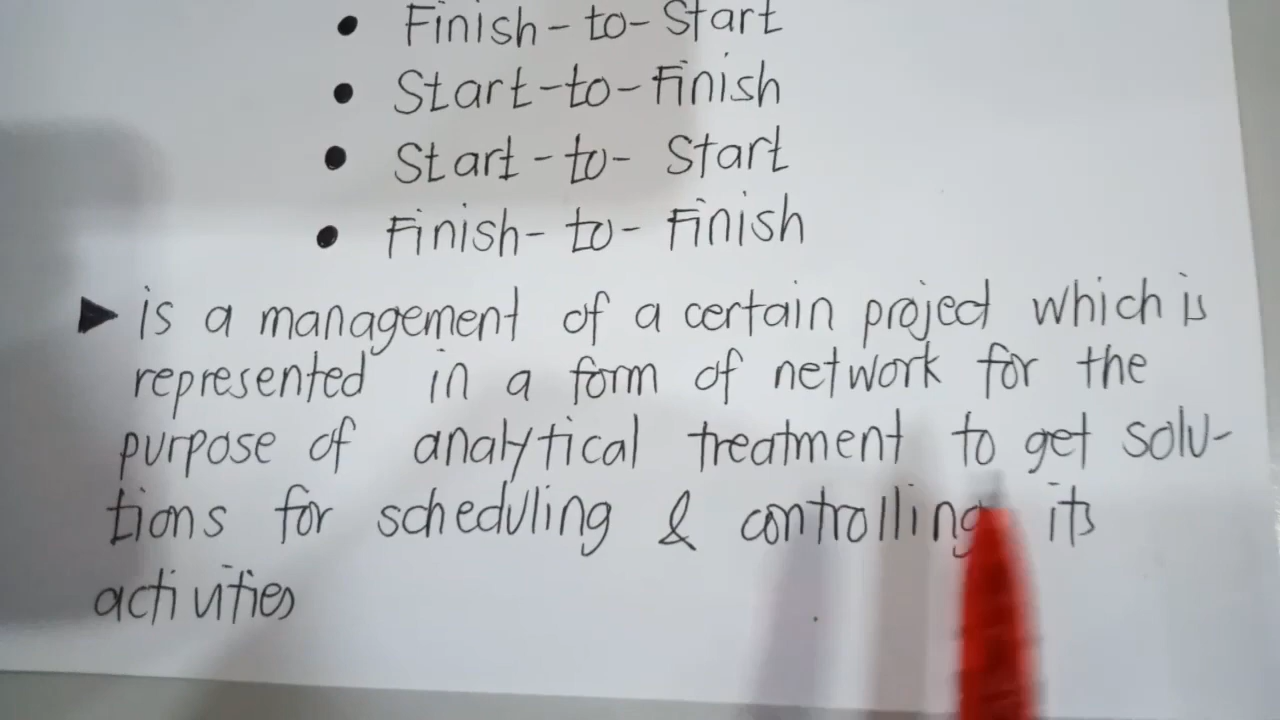 • Finish-to-Start
• Start-to-Finish
• Start-to-Start
• Finish-to-Finish
► is a management of a certain project which is
represented in a form of network for the
purpose of analytical treatment to get solu-
tions for scheduling & controlling its
activities